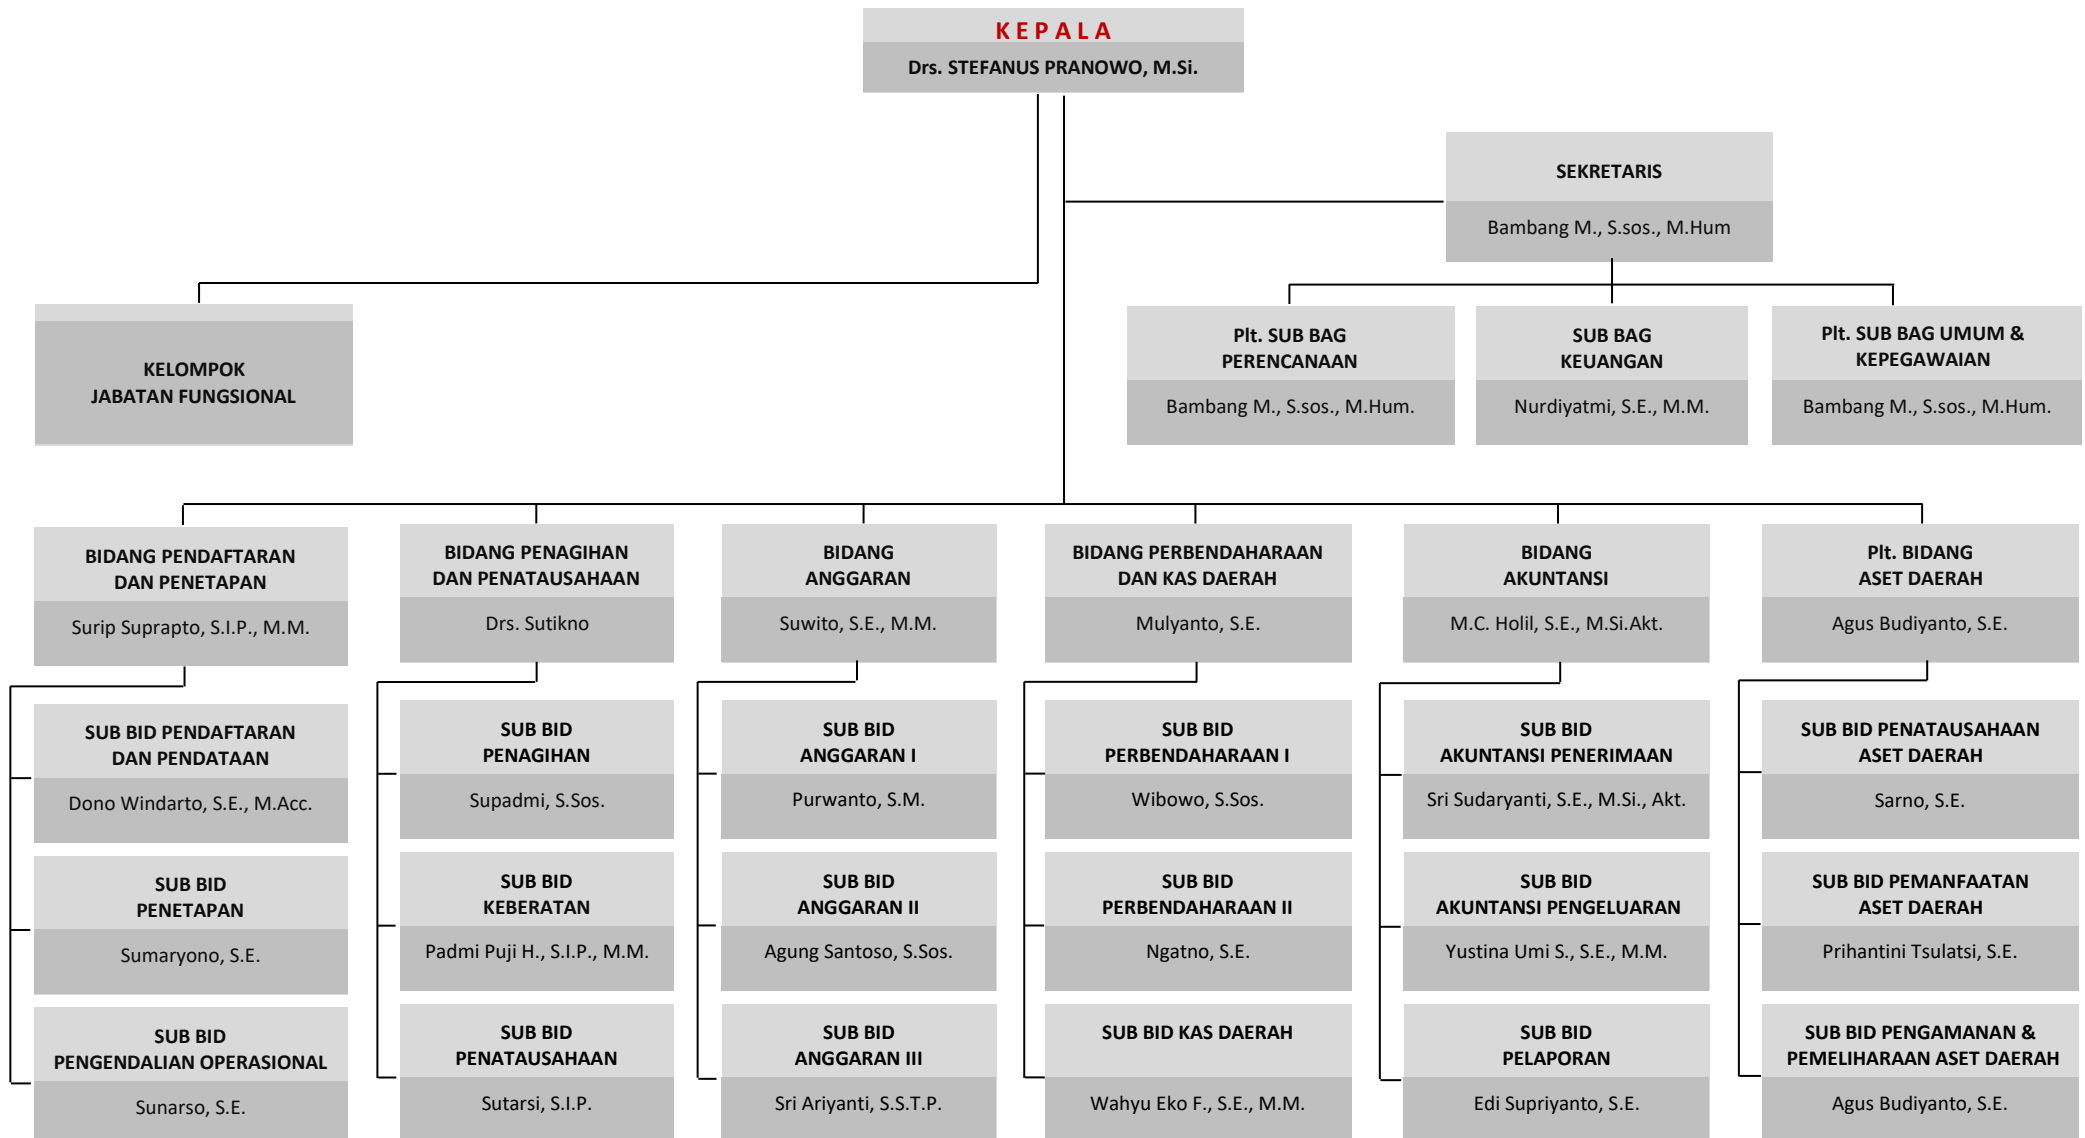 K E P A L A
Drs. STEFANUS PRANOWO, M.Si.
SEKRETARIS
Bambang M., S.sos., M.Hum
KELOMPOK
JABATAN FUNGSIONAL
Plt. SUB BAG
PERENCANAAN
Bambang M., S.sos., M.Hum.
SUB BAG
KEUANGAN
Nurdiyatmi, S.E., M.M.
Plt. SUB BAG UMUM &
KEPEGAWAIAN
Bambang M., S.sos., M.Hum.
BIDANG PENDAFTARAN
DAN PENETAPAN
Surip Suprapto, S.I.P., M.M.
BIDANG PENAGIHAN
DAN PENATAUSAHAAN
Drs. Sutikno
BIDANG
ANGGARAN
Suwito, S.E., M.M.
BIDANG PERBENDAHARAAN
DAN KAS DAERAH
Mulyanto, S.E.
BIDANG
AKUNTANSI
M.C. Holil, S.E., M.Si.Akt.
Plt. BIDANG
ASET DAERAH
Agus Budiyanto, S.E.
SUB BID PENDAFTARAN
DAN PENDATAAN
Dono Windarto, S.E., M.Acc.
SUB BID
PENAGIHAN
Supadmi, S.Sos.
SUB BID
ANGGARAN I
Purwanto, S.M.
SUB BID
PERBENDAHARAAN I
Wibowo, S.Sos.
SUB BID
AKUNTANSI PENERIMAAN
Sri Sudaryanti, S.E., M.Si., Akt.
SUB BID PENATAUSAHAAN
ASET DAERAH
Sarno, S.E.
SUB BID
PENETAPAN
Sumaryono, S.E.
SUB BID
KEBERATAN
Padmi Puji H., S.I.P., M.M.
SUB BID
ANGGARAN II
Agung Santoso, S.Sos.
SUB BID
PERBENDAHARAAN II
Ngatno, S.E.
SUB BID
AKUNTANSI PENGELUARAN
Yustina Umi S., S.E., M.M.
SUB BID PEMANFAATAN
ASET DAERAH
Prihantini Tsulatsi, S.E.
SUB BID
PENGENDALIAN OPERASIONAL
Sunarso, S.E.
SUB BID
PENATAUSAHAAN
Sutarsi, S.I.P.
SUB BID
ANGGARAN III
Sri Ariyanti, S.S.T.P.
SUB BID KAS DAERAH
Wahyu Eko F., S.E., M.M.
SUB BID
PELAPORAN
Edi Supriyanto, S.E.
SUB BID PENGAMANAN &
PEMELIHARAAN ASET DAERAH
Agus Budiyanto, S.E.